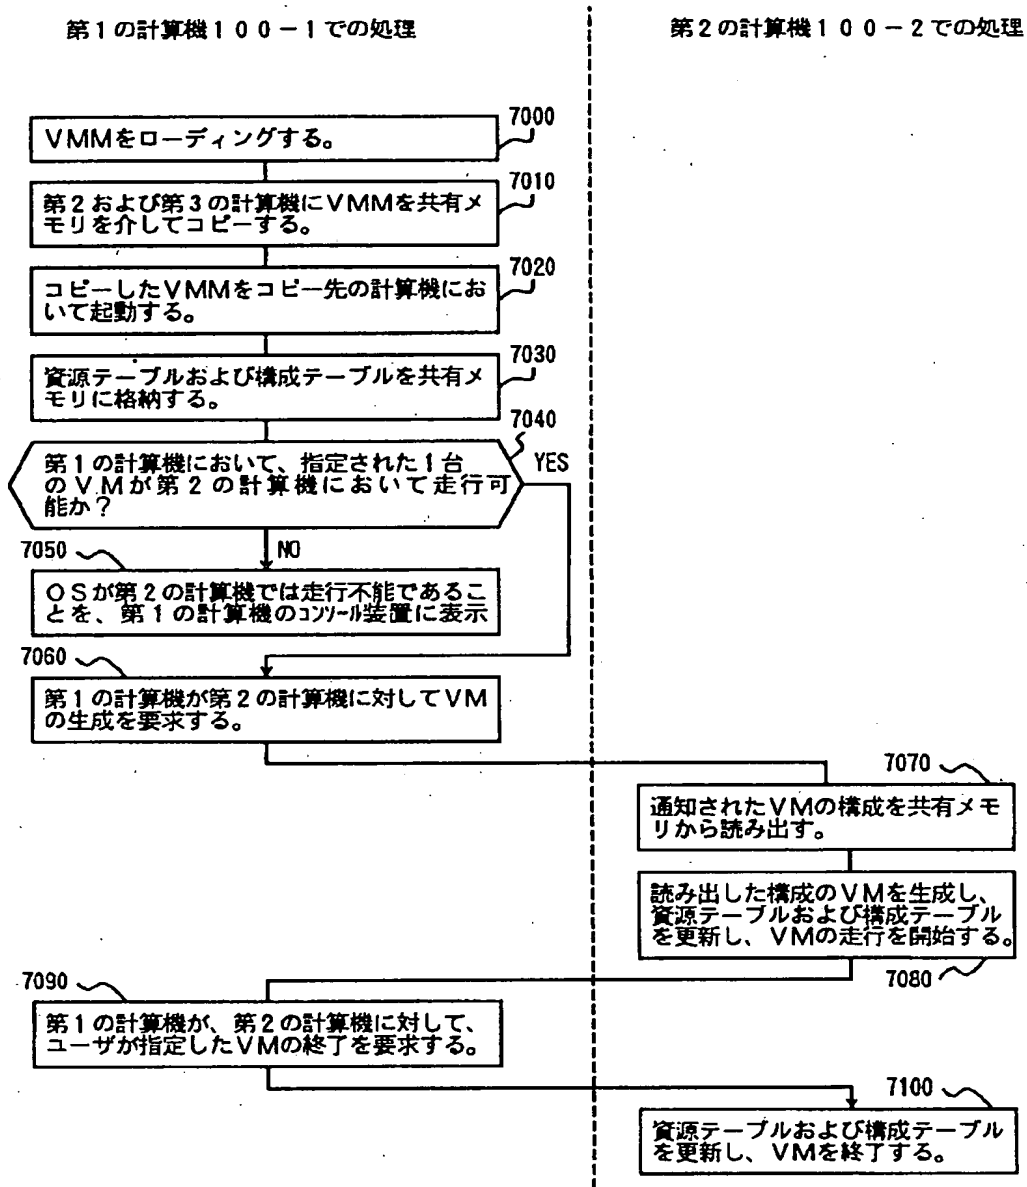 第1の計算機100-1での処理
第2の計算機100-2での処理
7000
VMMをローディングする。
7010
第2および第3の計算機にVMMを共有メ
モリを介してコピーする。
7020
コピーしたVMMをコピー先の計算機にお
いて起動する。
7030
資源テーブルおよび構成テーブルを共有メ
モリに格納する。
7040
第1の計算機において、指定された1台
のVMが第2の計算機において走行可
能か?
YES
NO
7050
OSが第2の計算機では走行不能であるこ
とを、第1の計算機のコンソール装置に表示
7060
第1の計算機が第2の計算機に対してVM
の生成を要求する。
7070
通知されたVMの構成を共有メモ
リから読み出す。
読み出した構成のVMを生成し、
資源テーブルおよび構成テーブル
を更新し、VMの走行を開始する。
7080
7090
第1の計算機が、第2の計算機に対して、
ユーザが指定したVMの終了を要求する。
7100
資源テーブルおよび構成テーブル
を更新し、VMを終了する。